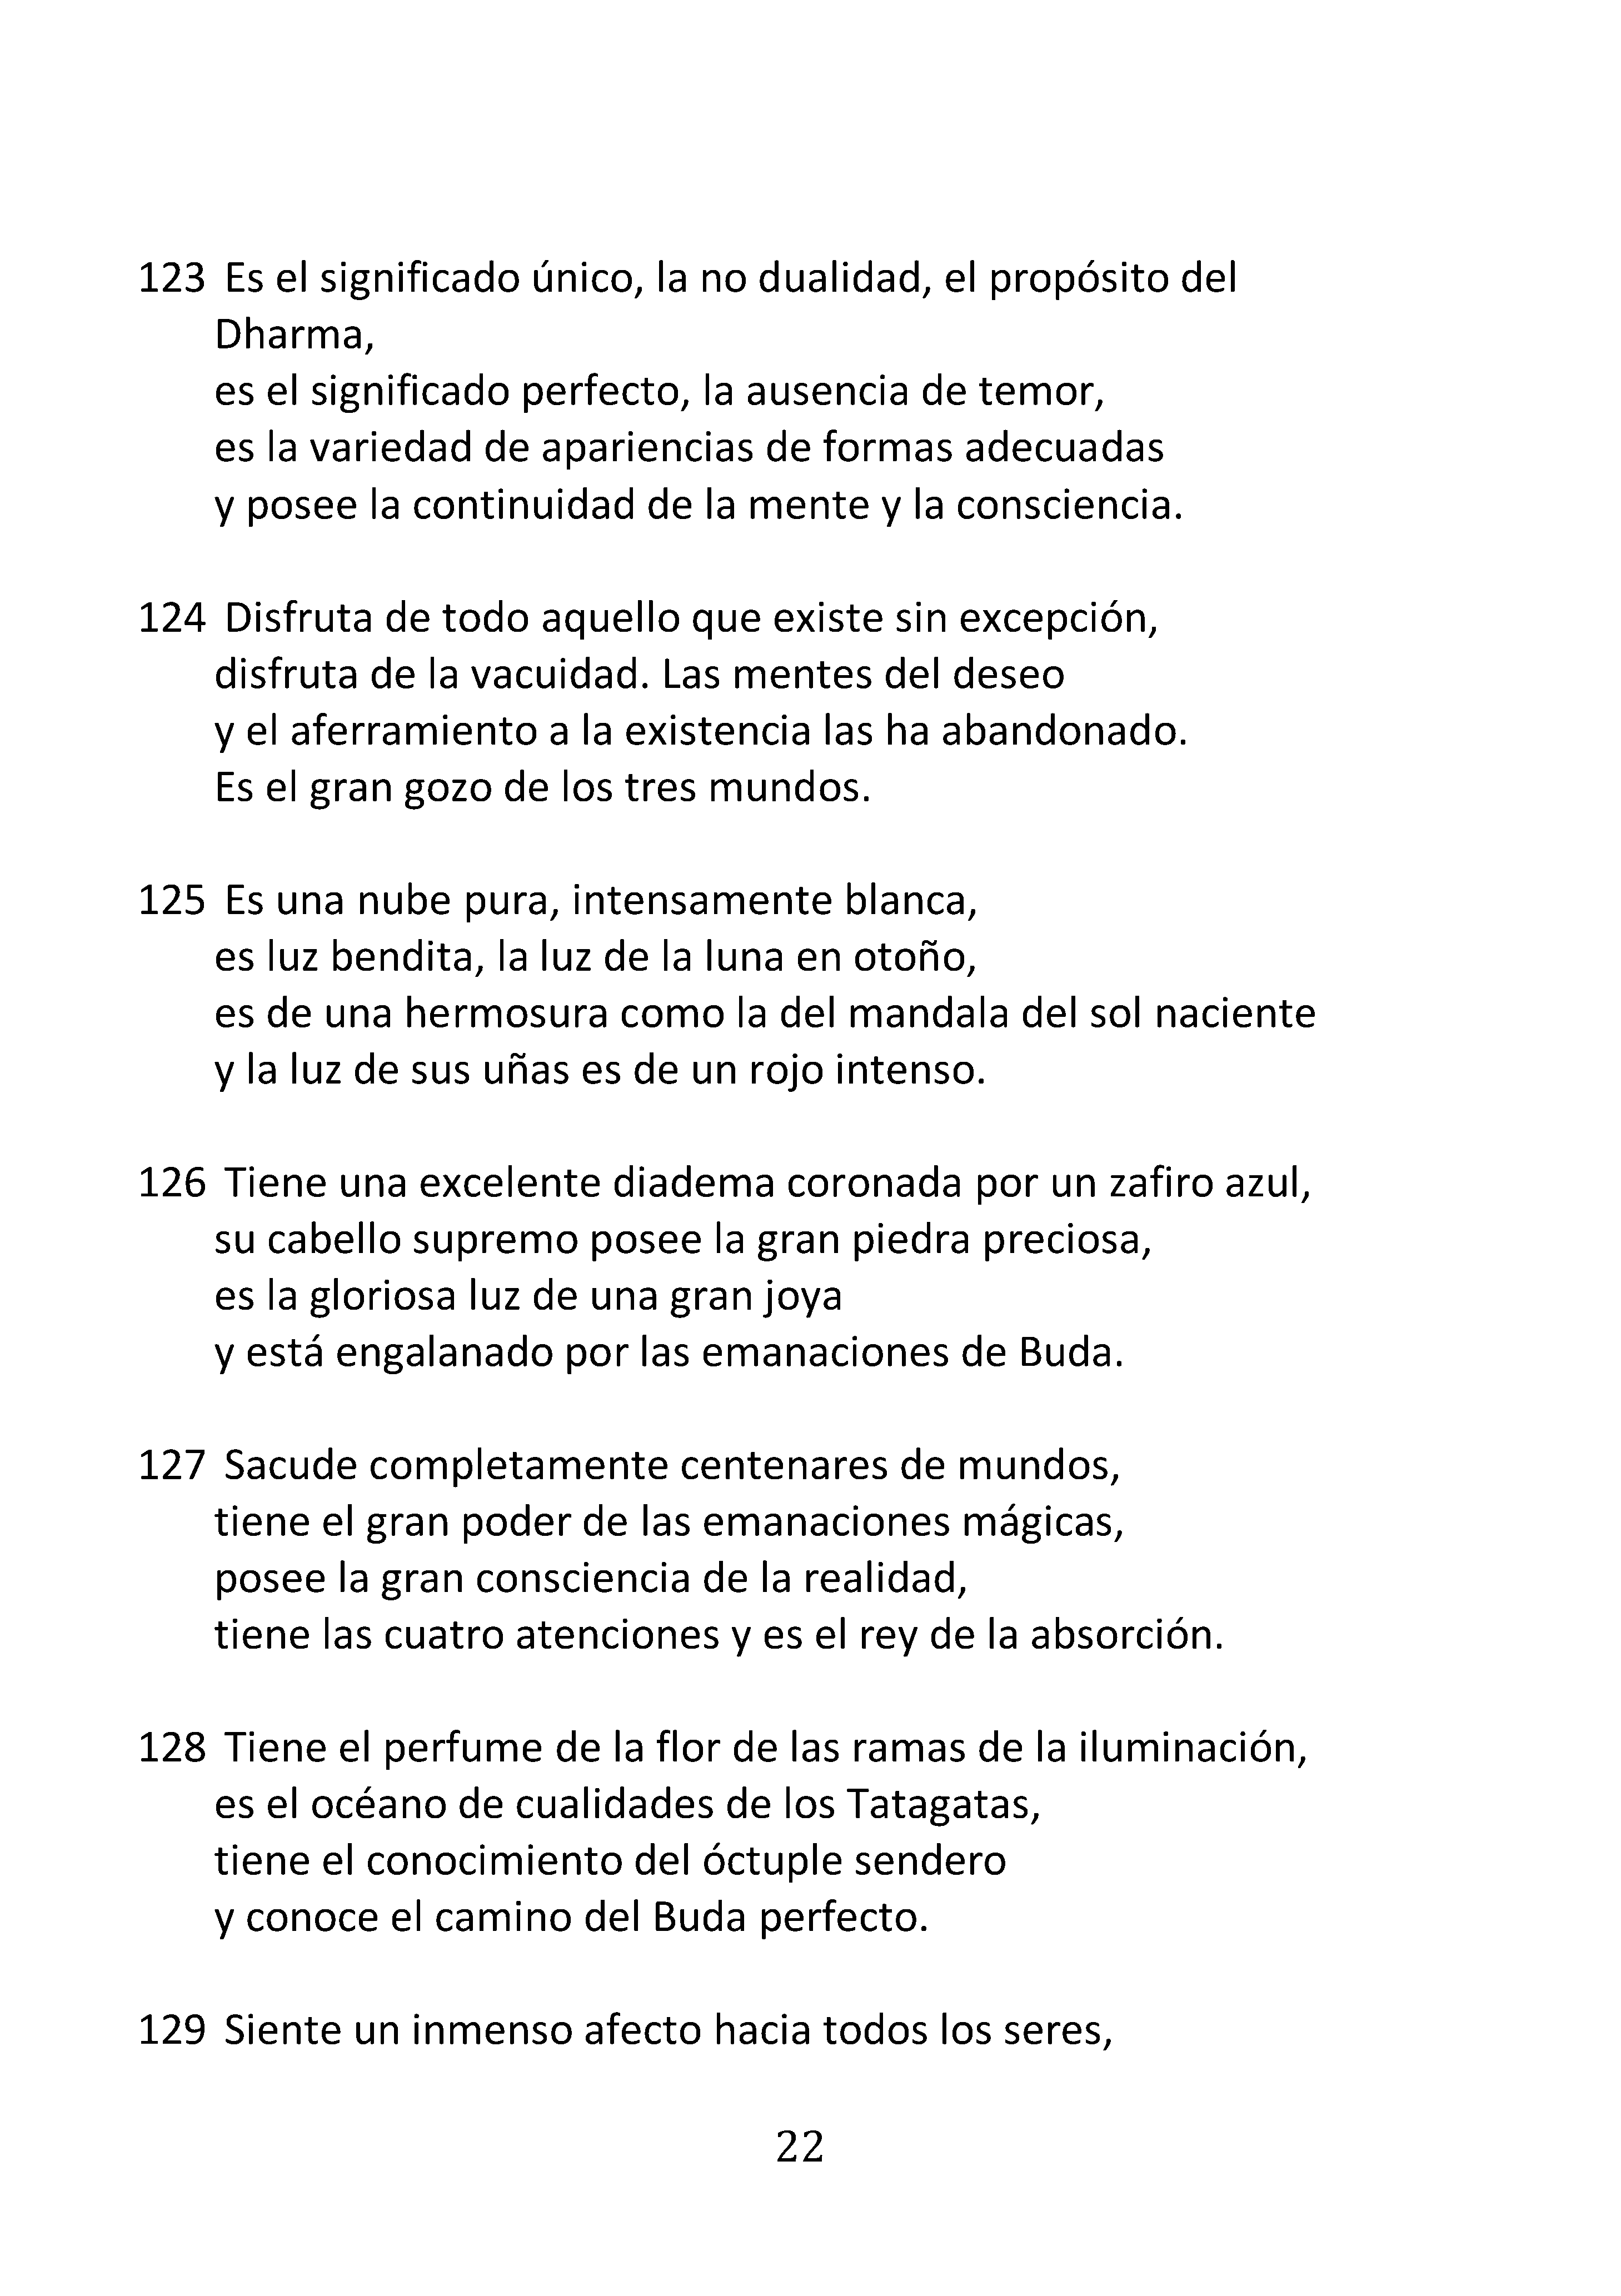 123 Es el significado único, la no dualidad, el propósito del
Dharma,
es el significado perfecto, la ausencia de temor,
es la variedad de apariencias de formas adecuadas
y posee la continuidad de la mente y la consciencia.
124 Disfruta de todo aquello que existe sin excepción,
disfruta de la vacuidad. Las mentes del deseo
y el aferramiento a la existencia las ha abandonado.
Es el gran gozo de los tres mundos.
125 Es una nube pura, intensamente blanca,
es luz bendita, la luz de la luna en otoño,
es de una hermosura como la del mandala del sol naciente
y la luz de sus uñas es de un rojo intenso.
126 Tiene una excelente diadema coronada por un zafiro azul,
su cabello supremo posee la gran piedra preciosa,
es la gloriosa luz de una gran joya
y está engalanado por las emanaciones de Buda.
127 Sacude completamente centenares de mundos,
tiene el gran poder de las emanaciones mágicas,
posee la gran consciencia de la realidad,
tiene las cuatro atenciones y es el rey de la absorción.
128 Tiene el perfume de la flor de las ramas de la iluminación,
es el océano de cualidades de los Tatagatas,
tiene el conocimiento del óctuple sendero
y conoce el camino del Buda perfecto.
129 Siente un inmenso afecto hacia todos los seres,
22